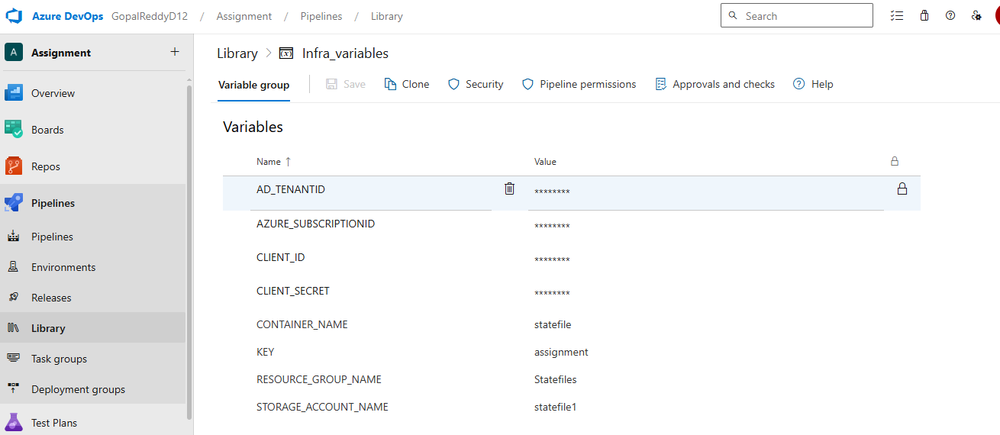 Azure DevOps GopalReddyD12 / Assignment / Pipelines / Library
Search
A Assignment +
Overview
Boards
Repos
Pipelines
Pipelines
Environments
Releases
Library
Task groups
Deployment groups
Test Plans
Library > (x) Infra_variables
Variable group Save Clone Security Pipeline permissions Approvals and checks ? Help
Variables
Name ↑ Value
AD_TENANTID ********
AZURE_SUBSCRIPTIONID ********
CLIENT_ID ********
CLIENT_SECRET ********
CONTAINER_NAME statefile
KEY assignment
RESOURCE_GROUP_NAME Statefiles
STORAGE_ACCOUNT_NAME statefile1